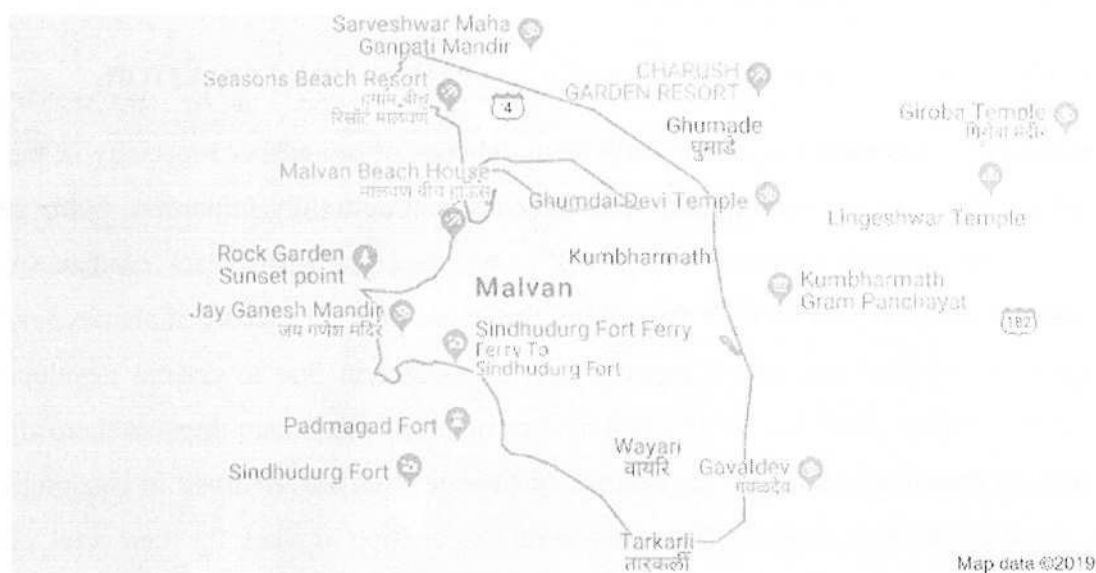 Sarveshwar Maha
Ganpati Mandir
Seasons Beach Resort
हंगाम बीच
रिसॉर्ट मालवण
4
CHARUSH
GARDEN RESORT
Ghumade
घुमाडे
Giroba Temple
गिरोबा मंदीर
Malvan Beach House
मालवण बीच हाऊस
Ghumdai Devi Temple
Lingeshwar Temple
Rock Garden
Sunset point
Kumbharmath
Malvan
Kumbharmath
Gram Panchayat
Jay Ganesh Mandir
जय गणेश मंदिर
Sindhudurg Fort Ferry
Ferry To
Sindhudurg Fort
182
Padmagad Fort
Wayari
वायरि
Gavaldev
गवळदेव
Sindhudurg Fort
Tarkarli
तारकर्ली
Map data ©2019